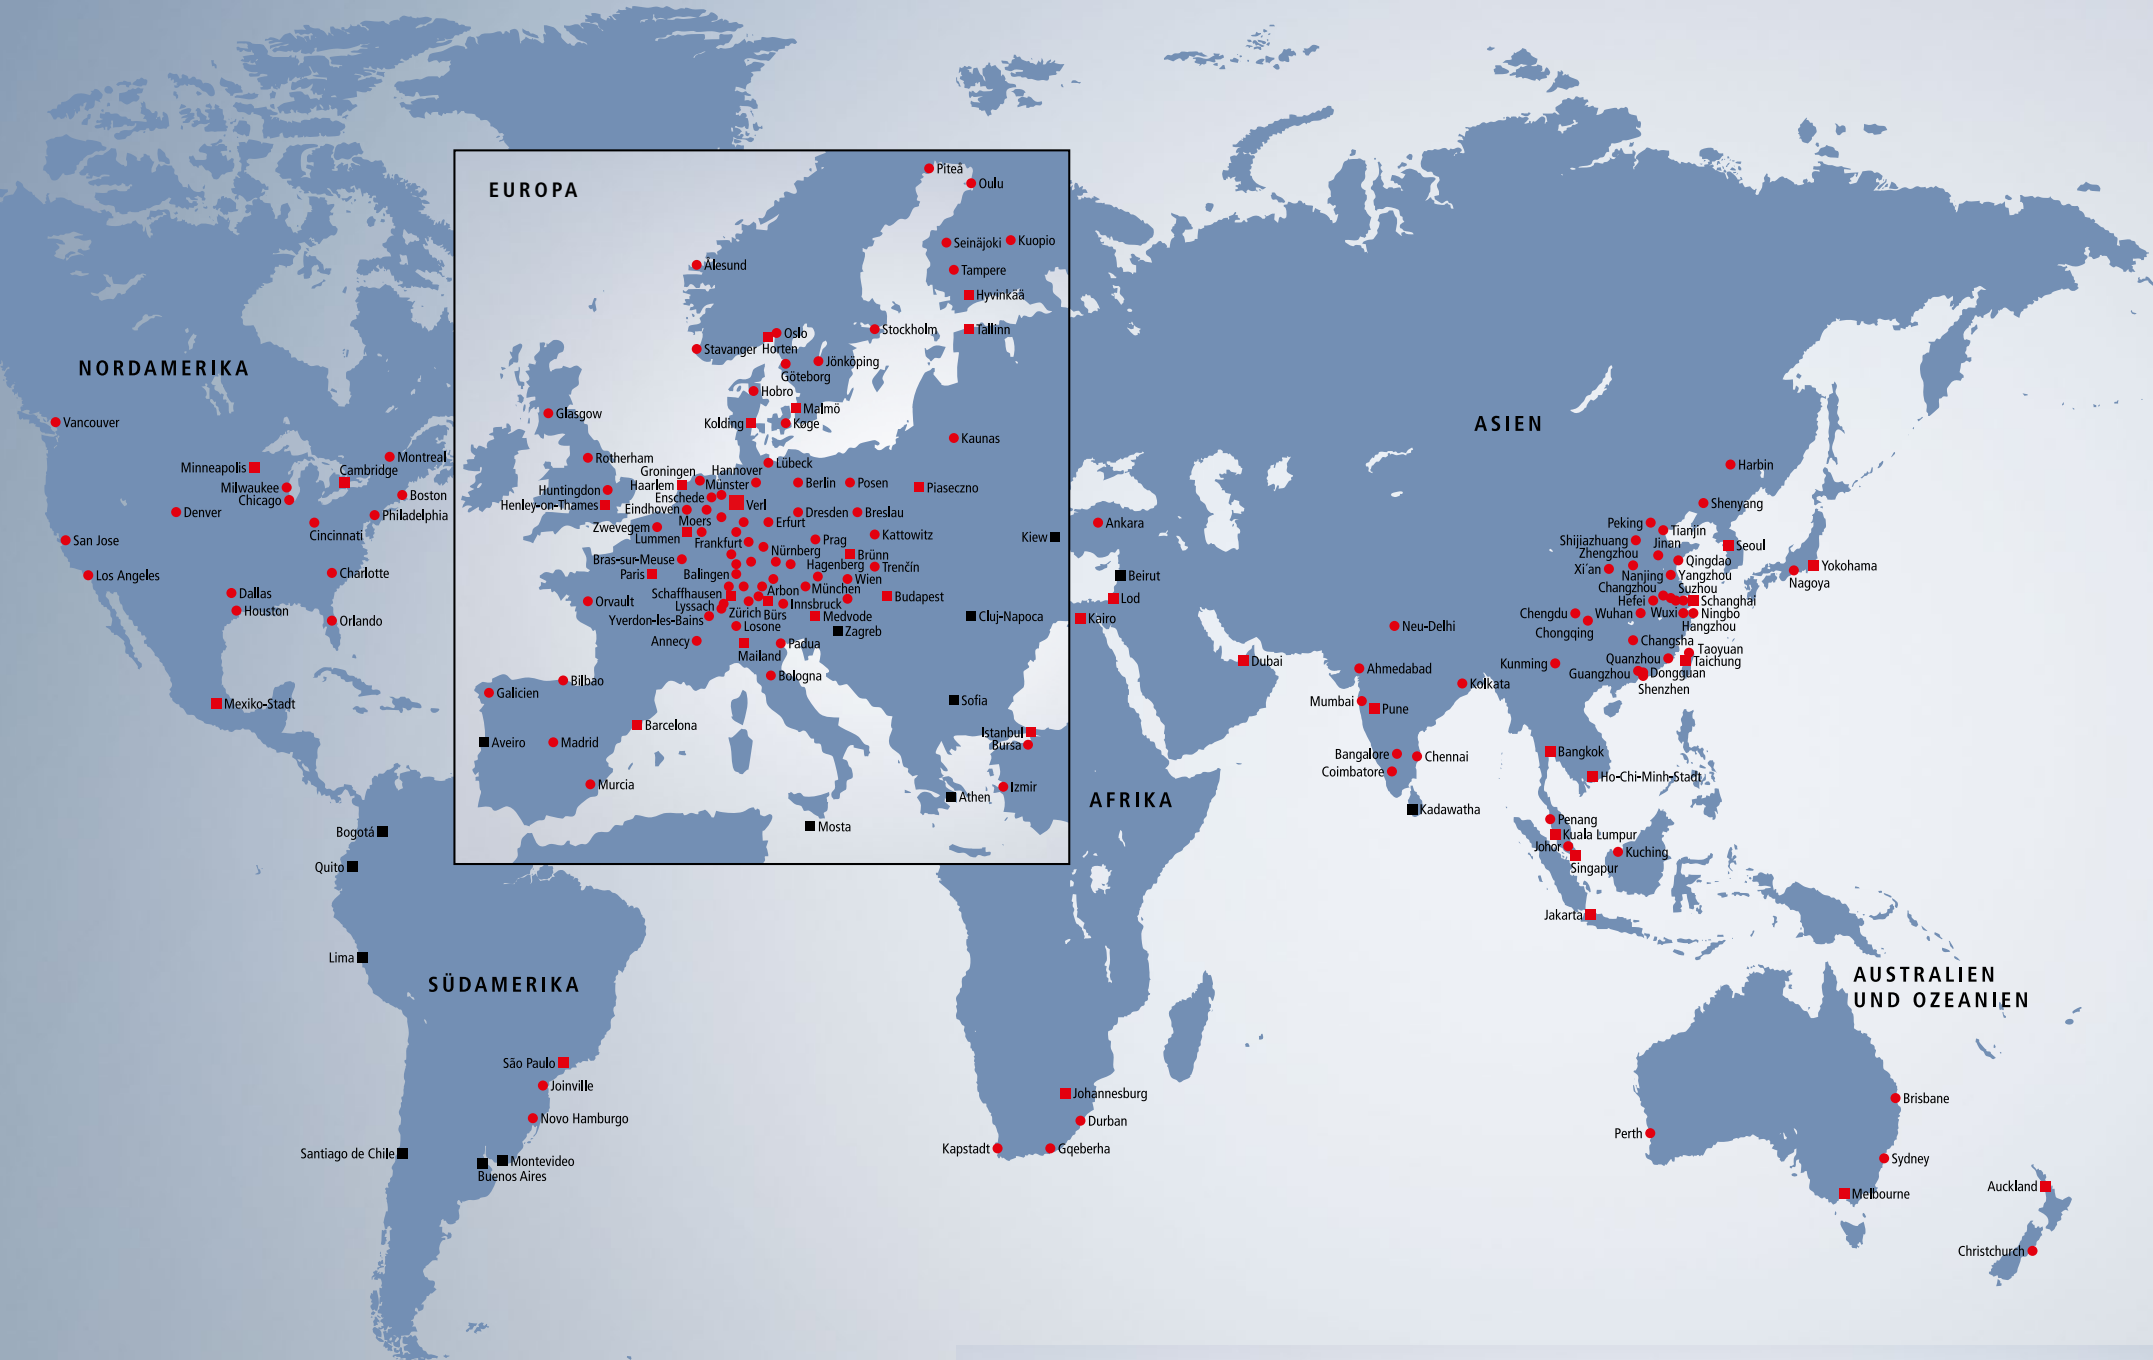 EUROPA
Piteå
Oulu
Seinäjoki
Kuopio
Ålesund
Tampere
Hyvinkää
Oslo
Stockholm
Tallinn
Stavanger
Horten
Jönköping
Göteborg
Hobro
Malmö
Glasgow
Kolding
Køge
Kaunas
Rotherham
Groningen
Hannover
Lübeck
Haarlem
Münster
Berlin
Posen
Piaseczno
Huntingdon
Enschede
Henley-on-Thames
Eindhoven
Verl
Dresden
Breslau
Zwevegem
Moers
Erfurt
Lummen
Frankfurt
Prag
Kattowitz
Kiew
Bras-sur-Meuse
Nürnberg
Brünn
Hagenberg
Trenčín
Paris
Balingen
Wien
Schaffhausen
Arbon
München
Budapest
Orvault
Lyssach
Zürich
Bürs
Innsbruck
Yverdon-les-Bains
Medvode
Cluj-Napoca
Losone
Zagreb
Annecy
Mailand
Padua
Bilbao
Bologna
Galicien
Sofia
Barcelona
Istanbul
Aveiro
Madrid
Bursa
Murcia
Izmir
Athen
Mosta
NORDAMERIKA
Vancouver
Montreal
Minneapolis
Cambridge
Milwaukee
Chicago
Boston
Denver
Philadelphia
Cincinnati
San Jose
Los Angeles
Charlotte
Dallas
Houston
Orlando
Mexiko-Stadt
Bogotá
Quito
Lima
SÜDAMERIKA
São Paulo
Joinville
Novo Hamburgo
Santiago de Chile
Montevideo
Buenos Aires
AFRIKA
Kairo
Johannesburg
Durban
Kapstadt
Gqeberha
ASIEN
Ankara
Beirut
Lod
Dubai
Harbin
Shenyang
Peking
Tianjin
Shijiazhuang
Jinan
Seoul
Zhengzhou
Qingdao
Yokohama
Xi´an
Nanjing
Yangzhou
Nagoya
Changzhou
Suzhou
Hefei
Schanghai
Chengdu
Wuhan
Wuxi
Ningbo
Chongqing
Hangzhou
Neu-Delhi
Changsha
Taoyuan
Quanzhou
Taichung
Kunming
Ahmedabad
Guangzhou
Dongguan
Kolkata
Shenzhen
Mumbai
Pune
Bangalore
Chennai
Bangkok
Coimbatore
Ho-Chi-Minh-Stadt
Kadawatha
Penang
Kuala Lumpur
Johor
Kuching
Singapur
Jakarta
AUSTRALIEN
UND OZEANIEN
Brisbane
Perth
Sydney
Melbourne
Auckland
Christchurch